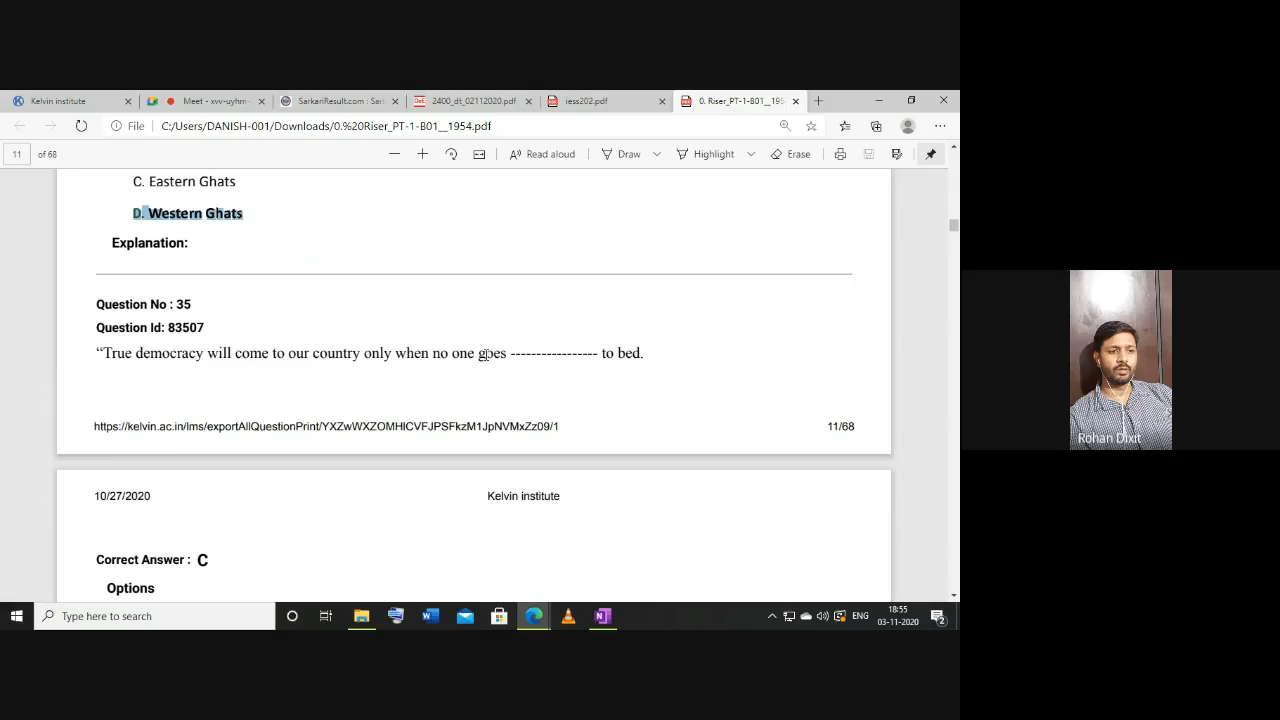 Kelvin institute
Meet - xvv-uyhm-
SarkariResult.com : Sark
2400_dt_02112020.pdf
iess202.pdf
0. Riser_PT-1-B01__195
File
C:/Users/DANISH-001/Downloads/0.%20Riser_PT-1-B01__1954.pdf
11 of 68
Read aloud
Draw
Highlight
Erase
C. Eastern Ghats
D. Western Ghats
Explanation:
Question No : 35
Question Id: 83507
“True democracy will come to our country only when no one goes ----------------- to bed.
https://kelvin.ac.in/lms/exportAllQuestionPrint/YXZwWXZOMHlCVFJPSFkzM1JpNVMxZz09/1
11/68
10/27/2020
Kelvin institute
Correct Answer : C
Options
Rohan Dixit
Type here to search
ENG
18:55
03-11-2020
2